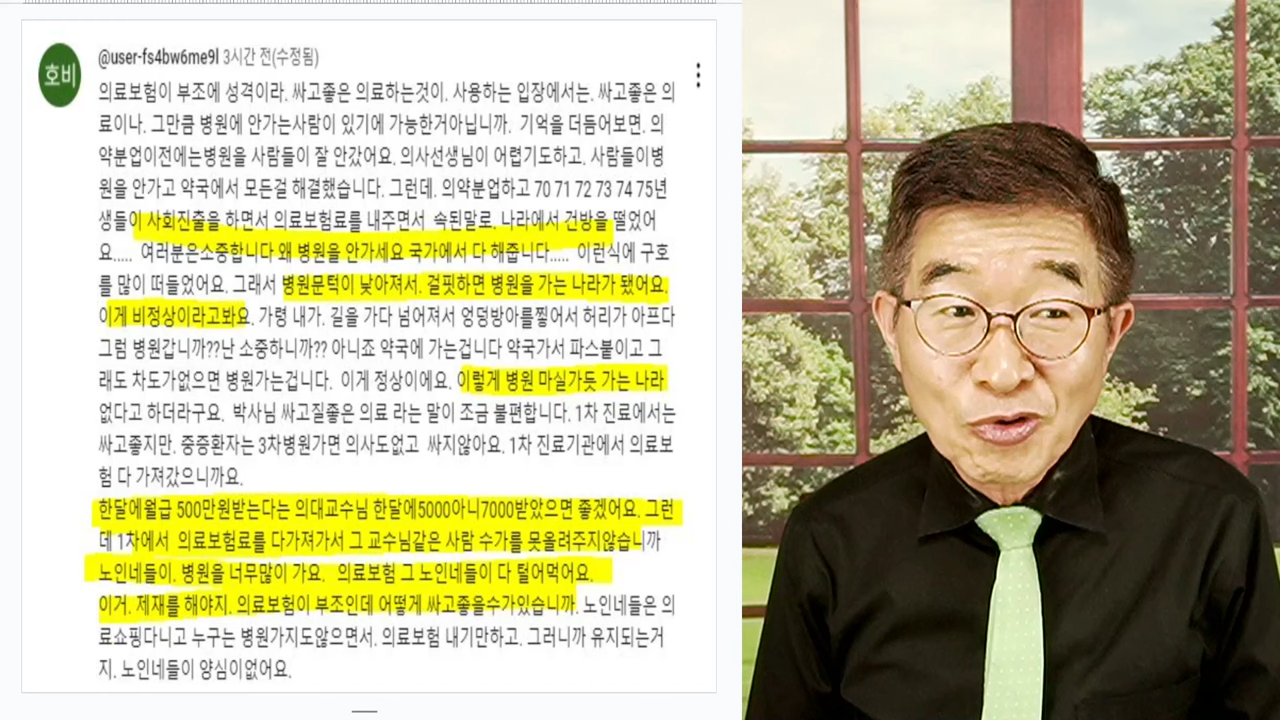 호비
@user-fs4bw6me9l 3시간 전(수정됨)
의료보험이 부조에 성격이라. 싸고좋은 의료하는것이. 사용하는 입장에서는. 싸고좋은 의
료이나. 그만큼 병원에 안가는사람이 있기에 가능한거아닙니까. 기억을 더듬어보면. 의
약분업이전에는병원을 사람들이 잘 안갔어요. 의사선생님이 어렵기도하고. 사람들이병
원을 안가고 약국에서 모든걸 해결했습니다. 그런데. 의약분업하고 70 71 72 73 74 75년
생들이 사회진출을 하면서 의료보험료를 내주면서 속된말로. 나라에서 건방을 떨었어
요..... 여러분은소중합니다 왜 병원을 안가세요 국가에서 다 해줍니다..... 이런식에 구호
를 많이 떠들었어요. 그래서 병원문턱이 낮아져서. 걸핏하면 병원을 가는 나라가 됐어요.
이게 비정상이라고봐요. 가령 내가. 길을 가다 넘어져서 엉덩방아를찧어서 허리가 아프다
그럼 병원갑니까??난 소중하니까?? 아니죠 약국에 가는겁니다 약국가서 파스붙이고 그
래도 차도가없으면 병원가는겁니다. 이게 정상이에요. 이렇게 병원 마실가듯 가는 나라
없다고 하더라구요. 박사님 싸고질좋은 의료 라는 말이 조금 불편합니다. 1차 진료에서는
싸고좋지만. 중증환자는 3차병원가면 의사도없고 싸지않아요. 1차 진료기관에서 의료보
험 다 가져갔으니까요.
한달에월급 500만원받는다는 의대교수님 한달에5000아니7000받았으면 좋겠어요. 그런
데 1차에서 의료보험료를 다가져가서 그 교수님같은 사람 수가를 못올려주지않습니까
노인네들이. 병원을 너무많이 가요. 의료보험 그 노인네들이 다 털어먹어요.
이거. 제재를 해야지. 의료보험이 부조인데 어떻게 싸고좋을수가있습니까. 노인네들은 의
료쇼핑다니고 누구는 병원가지도않으면서. 의료보험 내기만하고. 그러니까 유지되는거
지. 노인네들이 양심이없어요.